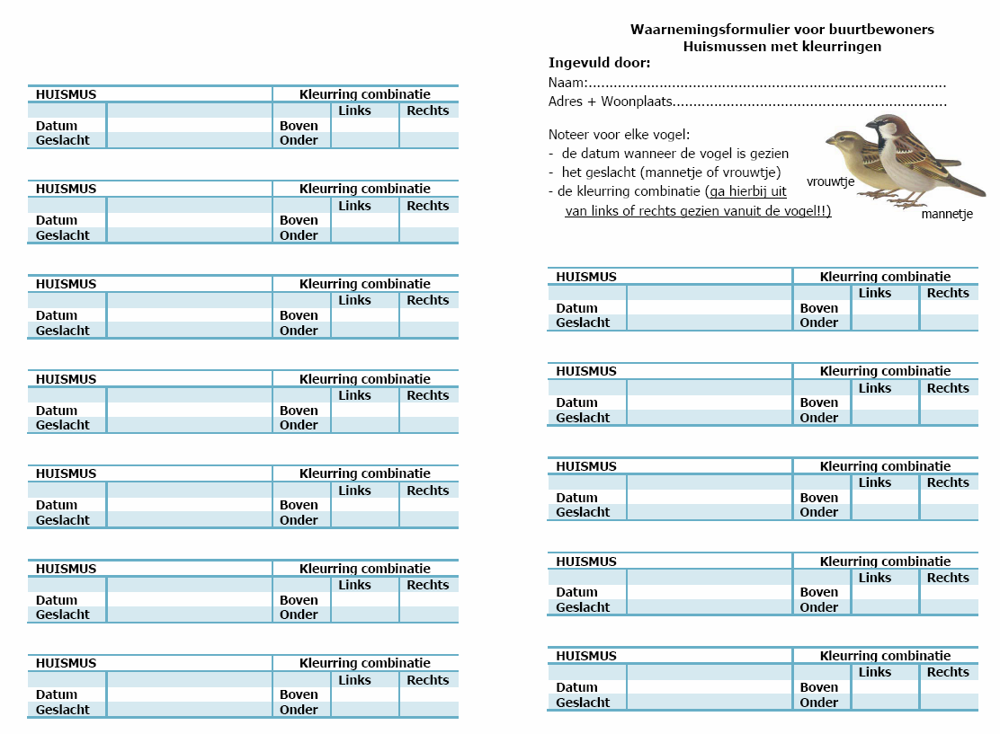 HUISMUS Kleurring combinatie
Links Rechts
Datum Boven
Geslacht Onder
HUISMUS Kleurring combinatie
Links Rechts
Datum Boven
Geslacht Onder
HUISMUS Kleurring combinatie
Links Rechts
Datum Boven
Geslacht Onder
HUISMUS Kleurring combinatie
Links Rechts
Datum Boven
Geslacht Onder
HUISMUS Kleurring combinatie
Links Rechts
Datum Boven
Geslacht Onder
HUISMUS Kleurring combinatie
Links Rechts
Datum Boven
Geslacht Onder
HUISMUS Kleurring combinatie
Links Rechts
Datum Boven
Geslacht Onder
Waarnemingsformulier voor buurtbewoners
Huismussen met kleurringen
Ingevuld door:
Naam:......................................................................................
Adres + Woonplaats..................................................................
Noteer voor elke vogel:
- de datum wanneer de vogel is gezien
- het geslacht (mannetje of vrouwtje)
- de kleurring combinatie (ga hierbij uit
van links of rechts gezien vanuit de vogel!!)
vrouwtje
mannetje
HUISMUS Kleurring combinatie
Links Rechts
Datum Boven
Geslacht Onder
HUISMUS Kleurring combinatie
Links Rechts
Datum Boven
Geslacht Onder
HUISMUS Kleurring combinatie
Links Rechts
Datum Boven
Geslacht Onder
HUISMUS Kleurring combinatie
Links Rechts
Datum Boven
Geslacht Onder
HUISMUS Kleurring combinatie
Links Rechts
Datum Boven
Geslacht Onder